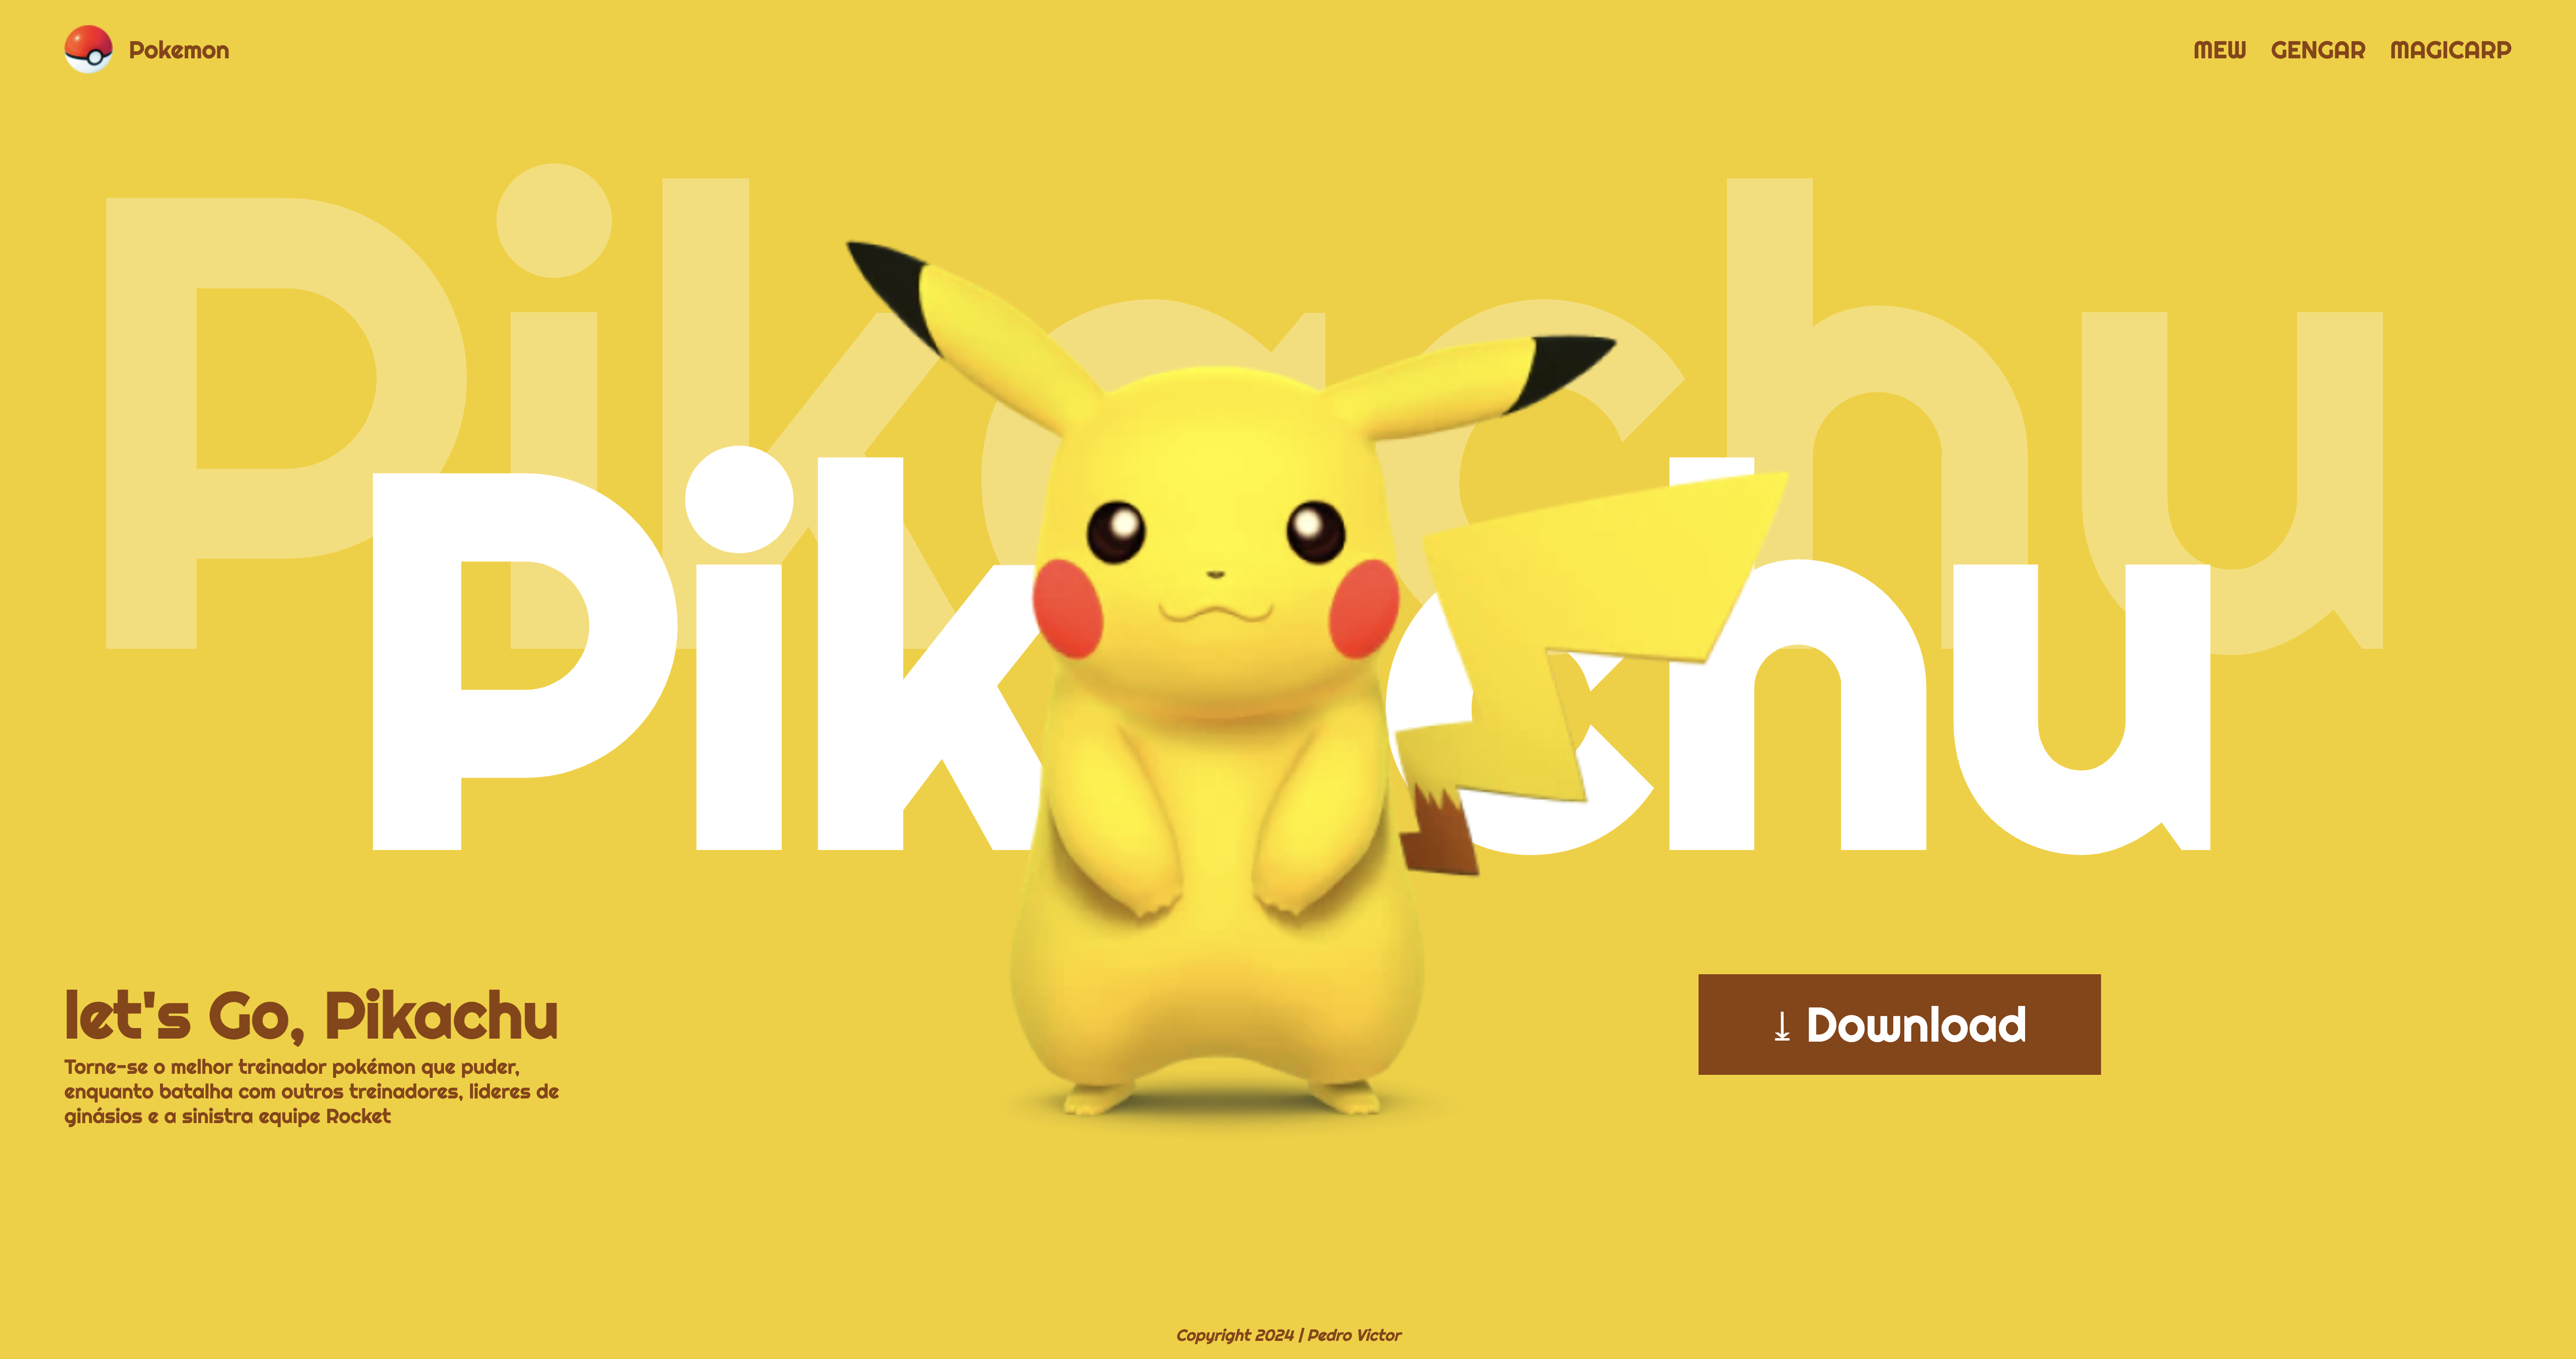 Pokemon
MEW GENGAR MAGICARP
Pikachu
Pikachu
let's Go, Pikachu
Torne-se o melhor treinador pokémon que puder,
enquanto batalha com outros treinadores, lideres de
ginásios e a sinistra equipe Rocket
Download
Copyright 2024 | Pedro Victor